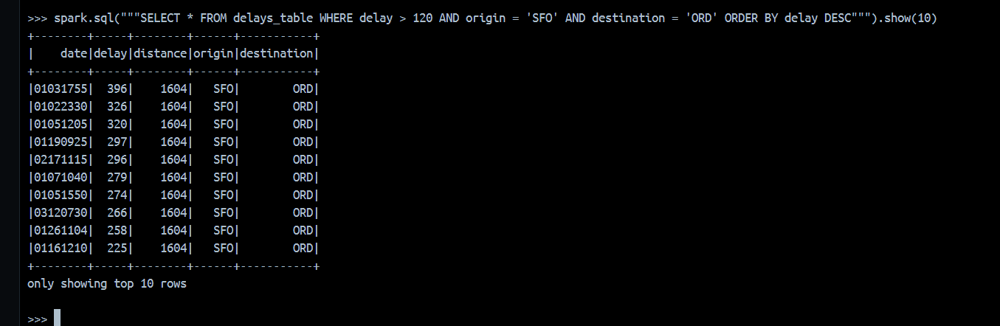 >>> spark.sql("""SELECT * FROM delays_table WHERE delay > 120 AND origin = 'SFO' AND destination = 'ORD' ORDER BY delay DESC""").show(10)
+--------+-----+--------+------+-----------+
|    date|delay|distance|origin|destination|
+--------+-----+--------+------+-----------+
|01031755|  396|    1604|   SFO|        ORD|
|01022330|  326|    1604|   SFO|        ORD|
|01051205|  320|    1604|   SFO|        ORD|
|01190925|  297|    1604|   SFO|        ORD|
|02171115|  296|    1604|   SFO|        ORD|
|01071040|  279|    1604|   SFO|        ORD|
|01051550|  274|    1604|   SFO|        ORD|
|03120730|  266|    1604|   SFO|        ORD|
|01261104|  258|    1604|   SFO|        ORD|
|01161210|  225|    1604|   SFO|        ORD|
+--------+-----+--------+------+-----------+
only showing top 10 rows
>>>